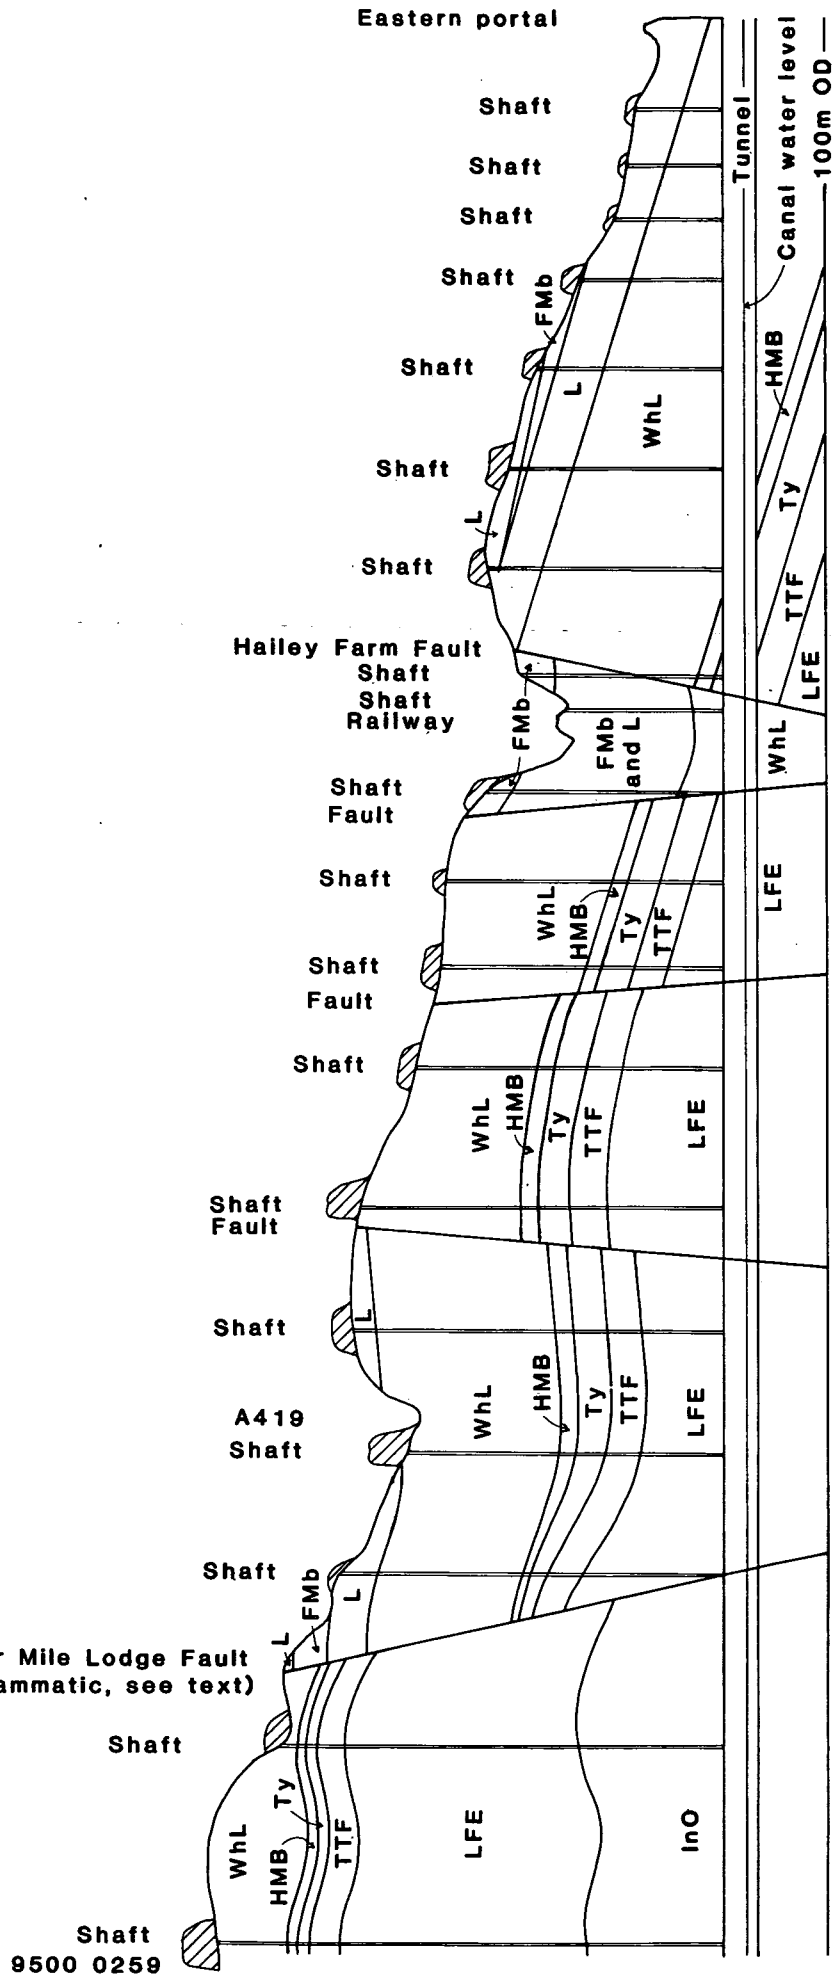 Eastern portal
Tunnel
Canal water level
100m OD
Shaft
Shaft
Shaft
Shaft
FMb
HMB
Shaft
L
WhL
Shaft
Ty
L
Shaft
TTF
Hailey Farm Fault
LFE
Shaft
Shaft
Railway
FMb
FMb
and L
WhL
Shaft
Fault
Shaft
WhL
HMB
Ty
TTF
LFE
Shaft
Fault
Shaft
WhL
HMB
Ty
TTF
LFE
Shaft
Fault
L
Shaft
WhL
HMB
Ty
TTF
LFE
A419
Shaft
Shaft
FMb
L
L
Mile Lodge Fault
see text)
Shaft
WhL
HMB
Ty
TTF
LFE
InO
Shaft
9500 0259